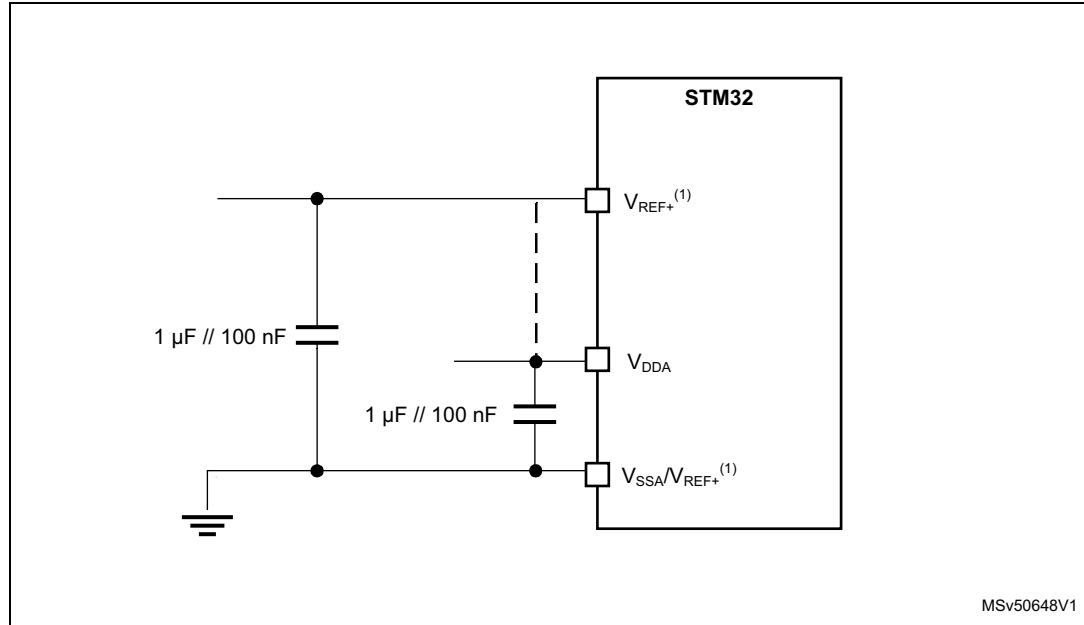 STM32
VREF+(1)
1 µF // 100 nF
VDDA
1 µF // 100 nF
VSSA/VREF+(1)
MSv50648V1